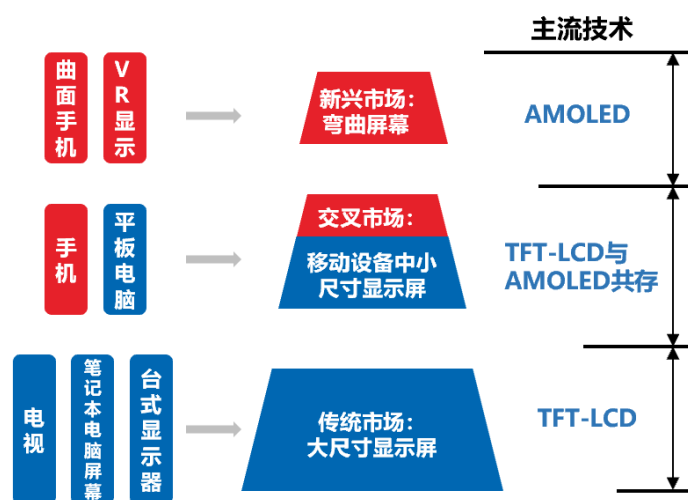 主流技术
曲面手机
VR显示
新兴市场：
弯曲屏幕
AMOLED
手机
平板电脑
交叉市场：
移动设备中小
尺寸显示屏
TFT-LCD与
AMOLED共存
电视
笔记本电脑屏幕
台式显示器
传统市场：
大尺寸显示屏
TFT-LCD